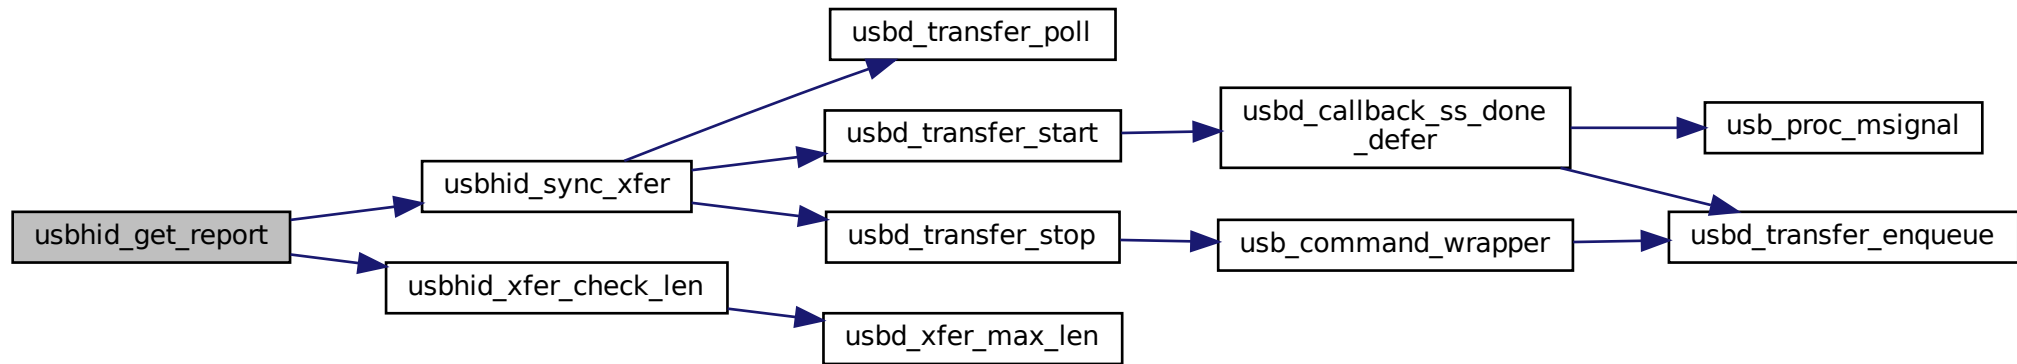 usbd_transfer_poll
usbd_callback_ss_done
_defer
usb_proc_msignal
usbd_transfer_start
usbhid_sync_xfer
usbhid_get_report
usbd_transfer_stop
usb_command_wrapper
usbd_transfer_enqueue
usbhid_xfer_check_len
usbd_xfer_max_len